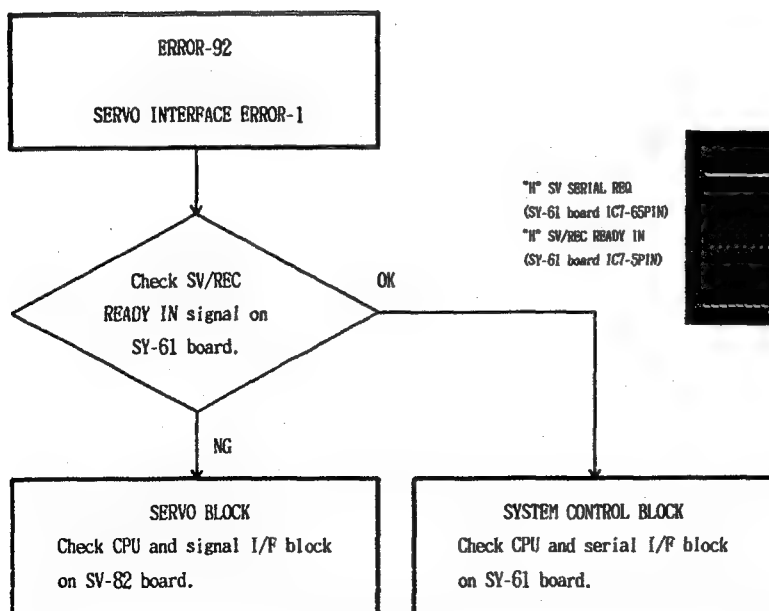 ERROR-92
SERVO INTERFACE ERROR-1
"H" SV SERIAL REQ
(SY-61 board IC7-65PIN)
"H" SV/REC READY IN
(SY-61 board IC7-5PIN)
Check SV/REC
READY IN signal on
SY-61 board.
OK
NG
SERVO BLOCK
Check CPU and signal I/F block
on SV-82 board.
SYSTEM CONTROL BLOCK
Check CPU and serial I/F block
on SY-61 board.